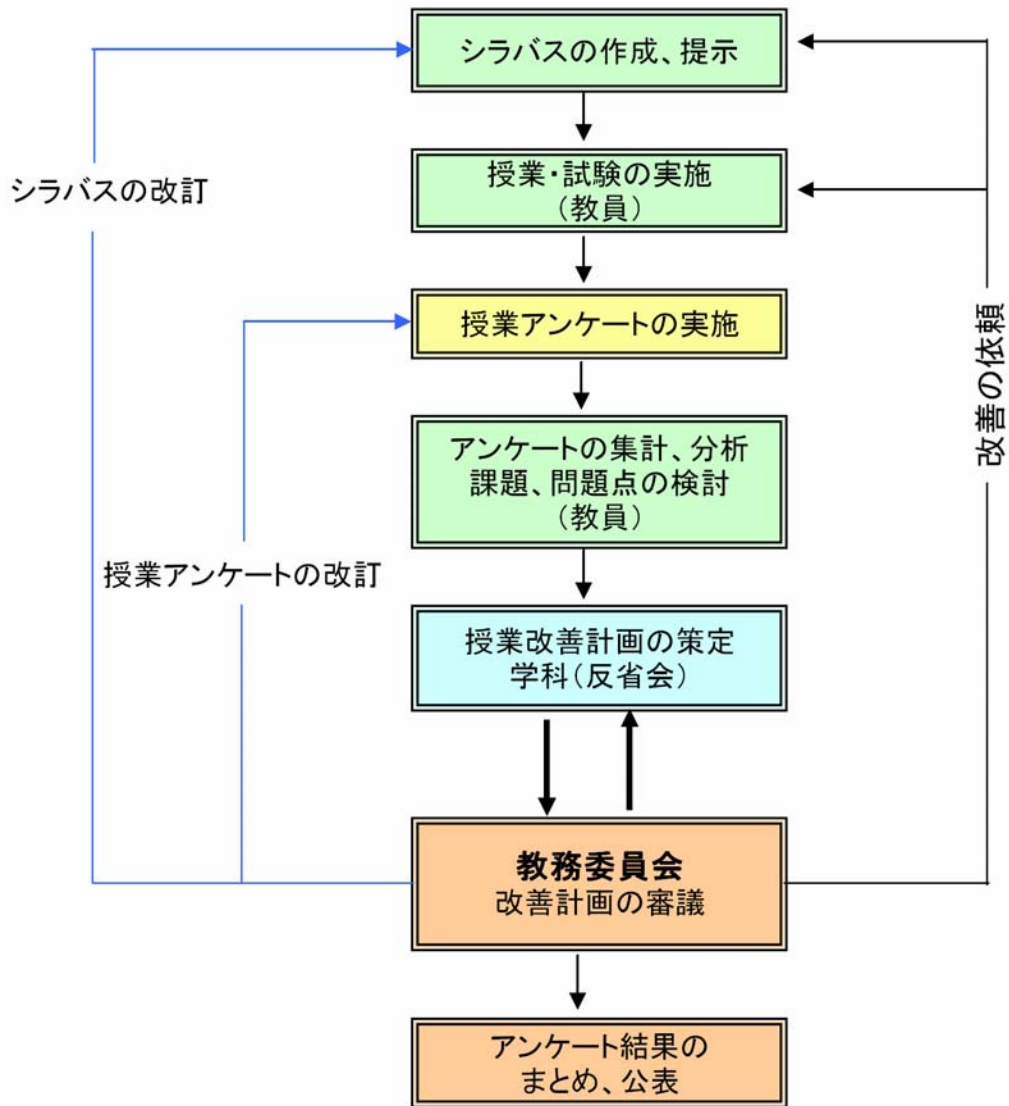 シラバスの作成、提示
授業・試験の実施
(教員)
シラバスの改訂
授業アンケートの実施
改善の依頼
アンケートの集計、分析
課題、問題点の検討
(教員)
授業アンケートの改訂
授業改善計画の策定
学科(反省会)
教務委員会
改善計画の審議
アンケート結果の
まとめ、公表